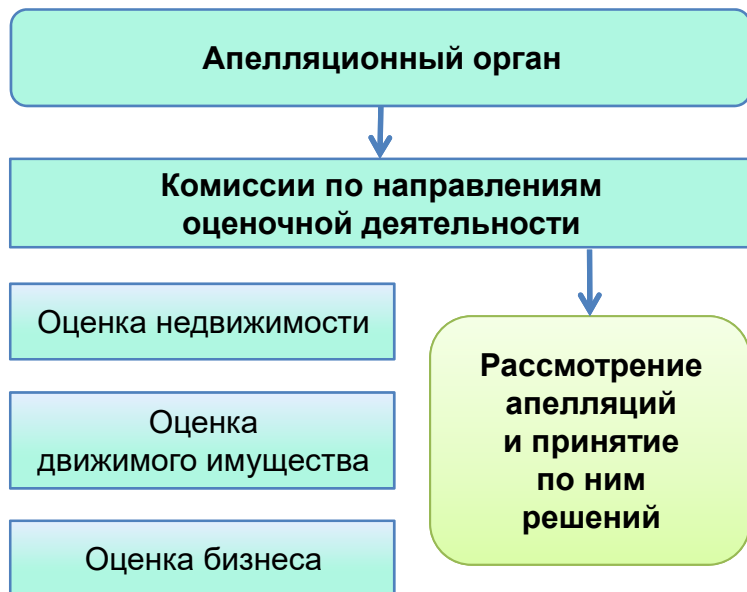 Апелляционный орган
Комиссии по направлениям
оценочной деятельности
Оценка недвижимости
Оценка
движимого имущества
Оценка бизнеса
Рассмотрение
апелляций
и принятие
по ним
решений